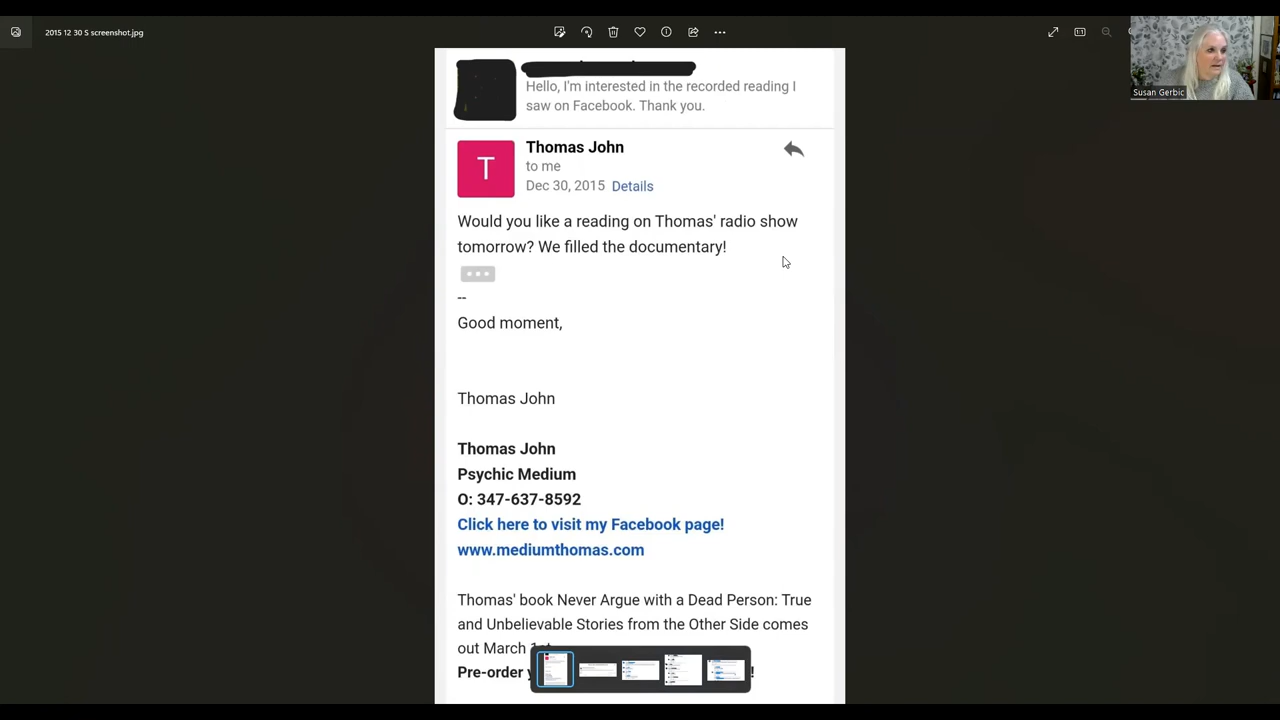 2015 12 30 S screenshot.jpg
Susan Gerbic
Hello, I'm interested in the recorded reading I
saw on Facebook. Thank you.
T
Thomas John
to me
Dec 30, 2015 Details
Would you like a reading on Thomas' radio show
tomorrow? We filled the documentary!
--
Good moment,
Thomas John
Thomas John
Psychic Medium
O: 347-637-8592
Click here to visit my Facebook page!
www.mediumthomas.com
Thomas' book Never Argue with a Dead Person: True
and Unbelievable Stories from the Other Side comes
out March
Pre-order